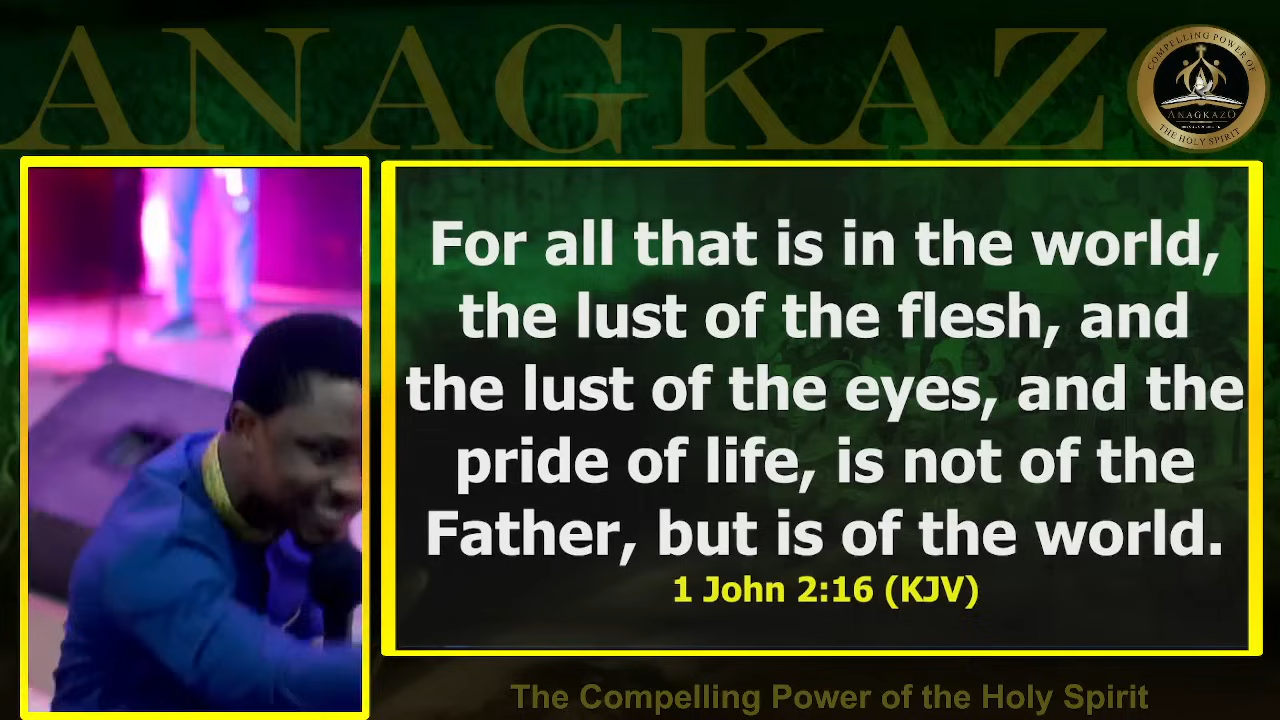 ANAGKAZO
COMPELLING POWER OF
ANAGKAZO
THE HOLY SPIRIT
For all that is in the world,
the lust of the flesh, and
the lust of the eyes, and the
pride of life, is not of the
Father, but is of the world.
1 John 2:16 (KJV)
The Compelling Power of the Holy Spirit